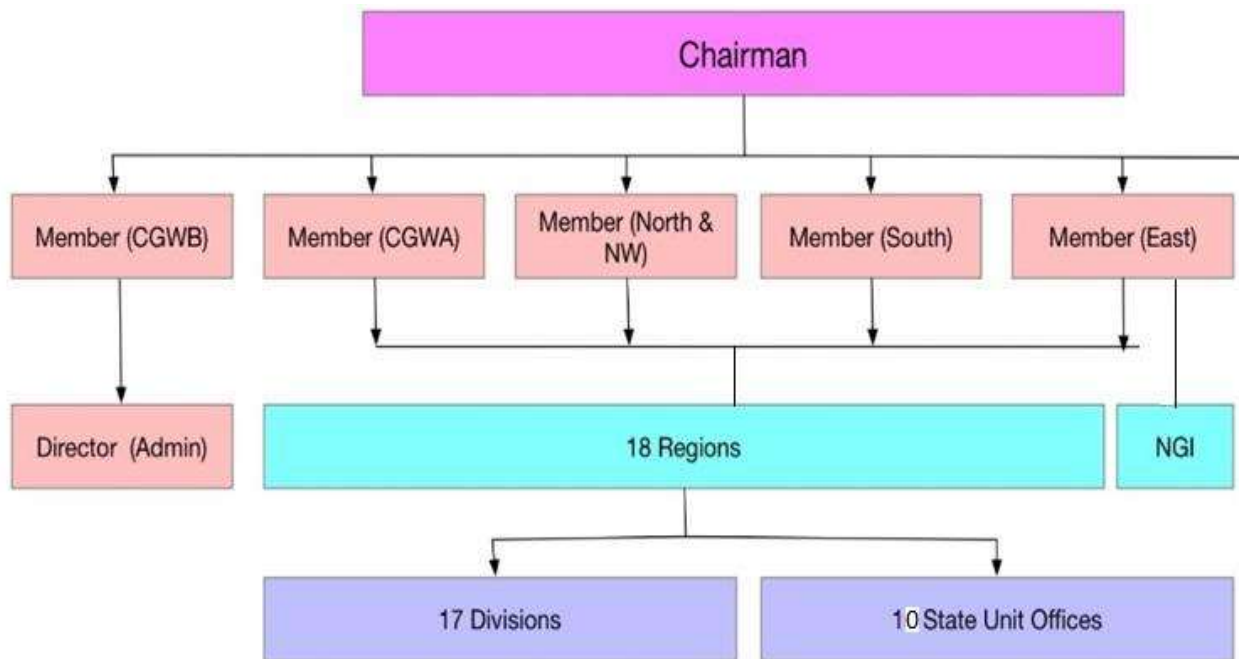 Chairman
Member (CGWB)
Member (CGWA)
Member (North &
NW)
Member (South)
Member (East)
Director (Admin)
18 Regions
NGI
17 Divisions
10 State Unit Offices